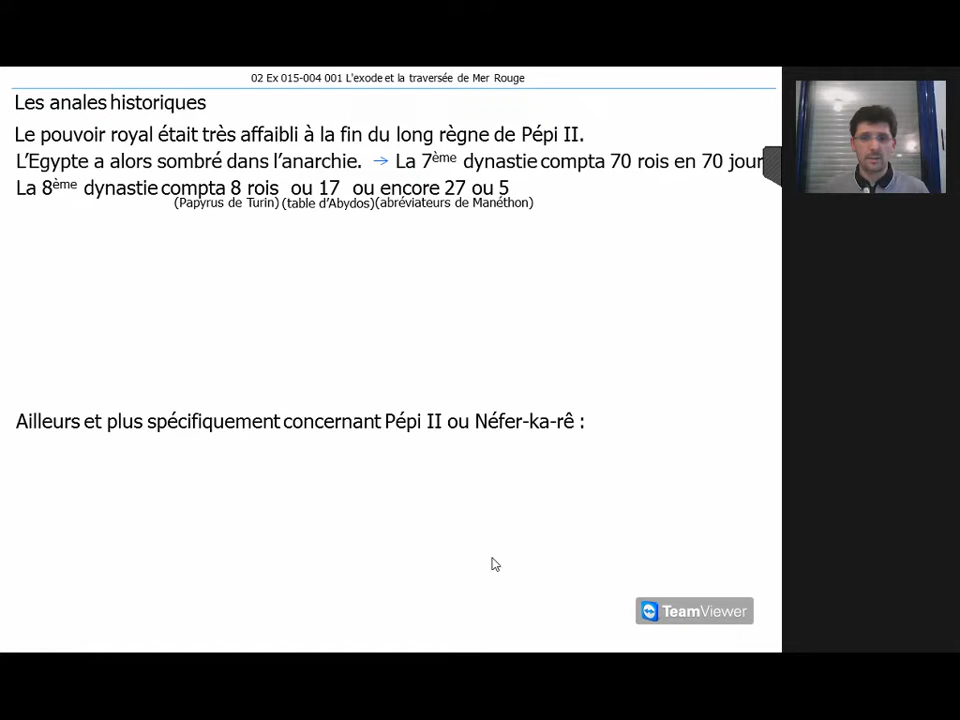 02 Ex 015-004 001 L'exode et la traversée de Mer Rouge
Les anales historiques
Le pouvoir royal était très affaibli à la fin du long règne de Pépi II.
L'Egypte a alors sombré dans l'anarchie. → La 7ème dynastie compta 70 rois en 70 jour
La 8ème dynastie compta 8 rois ou 17 ou encore 27 ou 5
(Papyrus de Turin) (table d'Abydos) (abréviateurs de Manéthon)
Ailleurs et plus spécifiquement concernant Pépi II ou Néfer-ka-rê :
TeamViewer